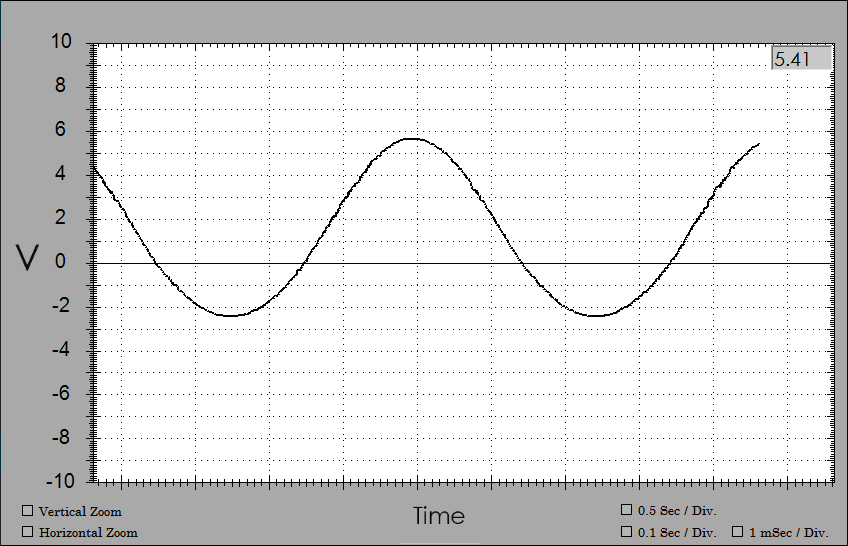 10
5.41
8
6
4
2
V
0
-2
-4
-6
-8
-10
Vertical Zoom
Time
0.5 Sec / Div.
Horizontal Zoom
0.1 Sec / Div.
1 mSec / Div.